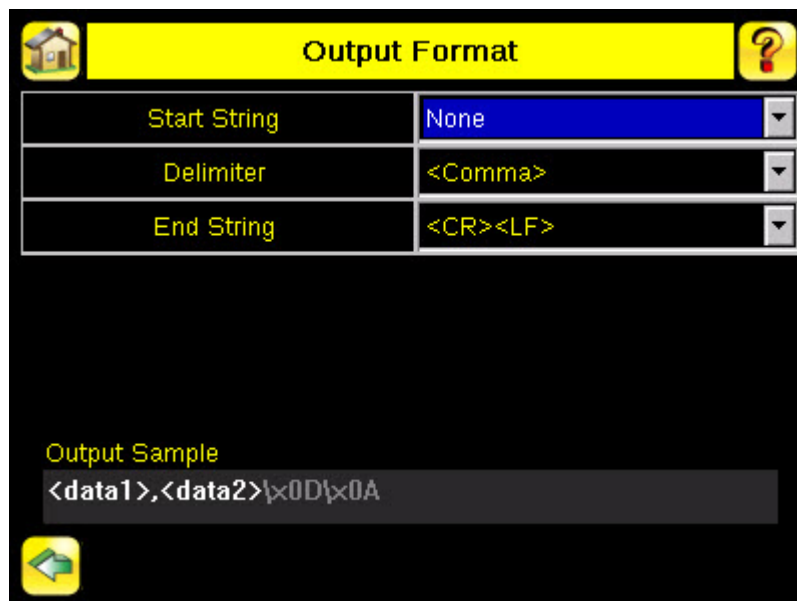 Output Format
Start String None
Delimiter <Comma>
End String <CR><LF>
Output Sample
<data1>,<data2>\x0D\x0A